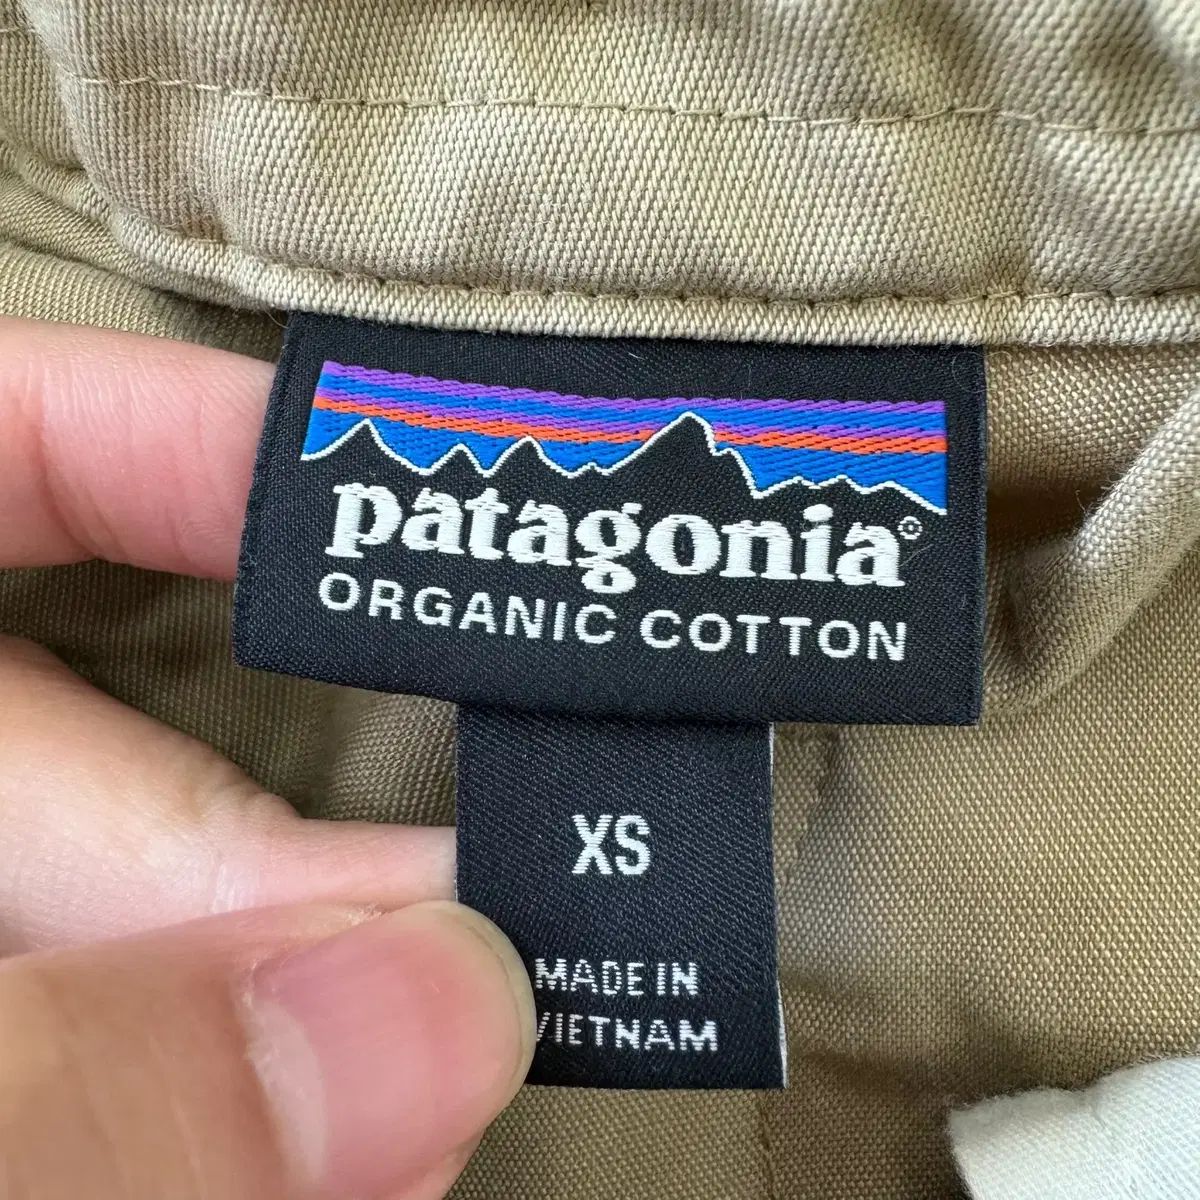 patagonia®
ORGANIC COTTON
XS
MADE IN
VIETNAM